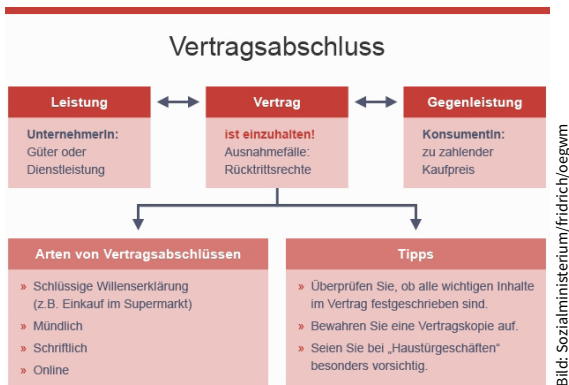 Vertragsabschluss
Leistung
UnternehmerIn:
Güter oder
Dienstleistung
Vertrag
ist einzuhalten!
Ausnahmefälle:
Rücktrittsrechte
Gegenleistung
KonsumentIn:
zu zahlender
Kaufpreis
Arten von Vertragsabschlüssen
» Schlüssige Willenserklärung
(z.B. Einkauf im Supermarkt)
» Mündlich
» Schriftlich
» Online
Tipps
» Überprüfen Sie, ob alle wichtigen Inhalte
im Vertrag festgeschrieben sind.
» Bewahren Sie eine Vertragskopie auf.
» Seien Sie bei „Haustürgeschäften"
besonders vorsichtig.
Bild: Sozialministerium/fridrich/oegwm